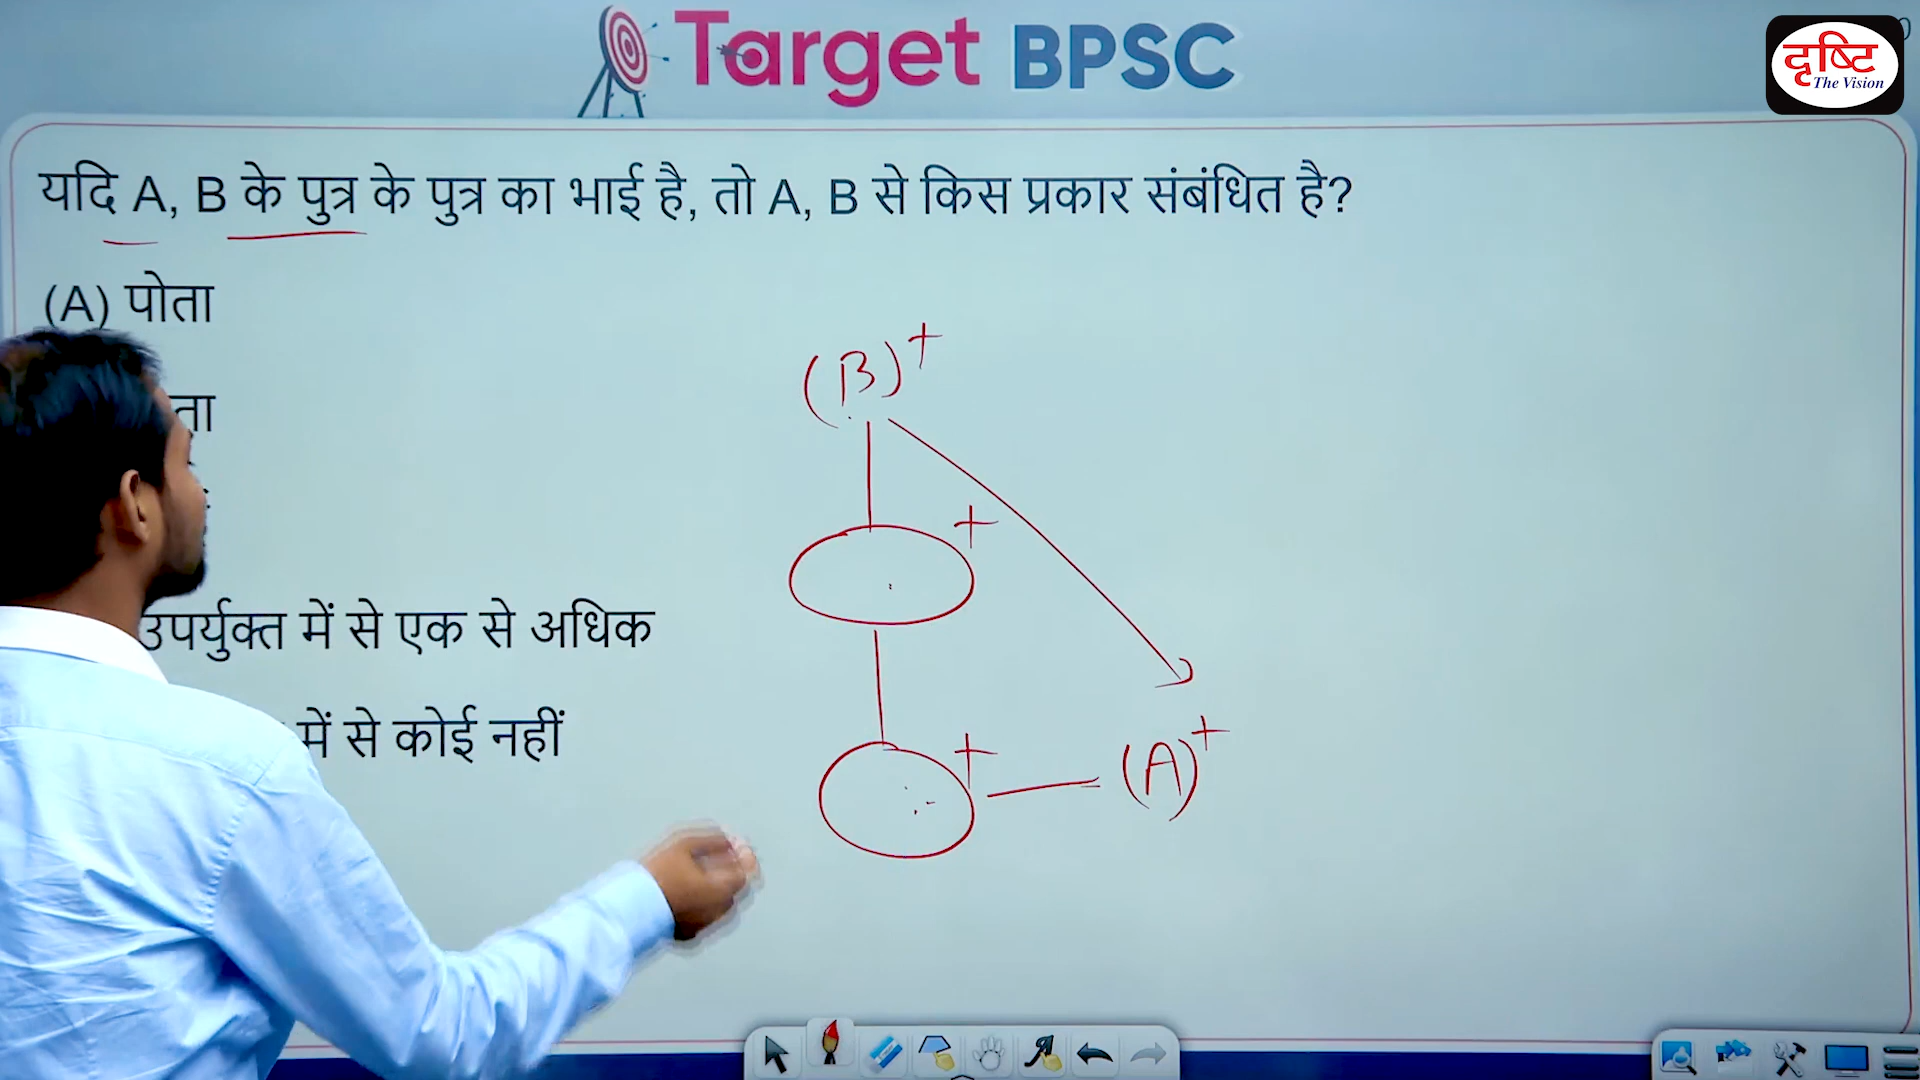 Target BPSC
दृष्टि
The Vision
यदि A, B के पुत्र के पुत्र का भाई है, तो A, B से किस प्रकार संबंधित है?
(A) पोता
उपर्युक्त में से एक से अधिक
में से कोई नहीं
(B)+
+
+
(A)+